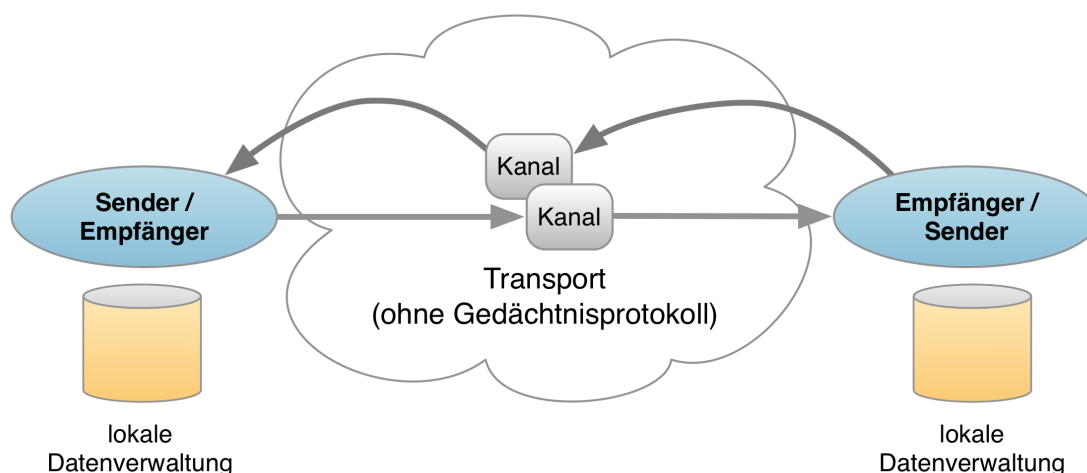 Kanal
Sender /
Empfänger
Kanal
Empfänger /
Sender
Transport
(ohne Gedächtnisprotokoll)
lokale
Datenverwaltung
lokale
Datenverwaltung